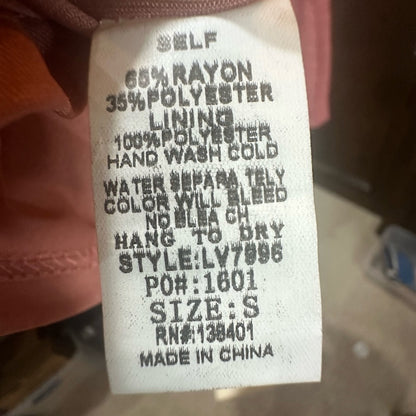 SELF
65%RAYON
35%POLYESTER
LINING
100%POLYESTER
HAND WASH COLD
WATER SEPARA TELY
COLOR WILL BLEED
NO BLEA CH
HANG TO DRY
STYLE:LV7996
PO#:1601
SIZE:S
RN#:138401
MADE IN CHINA